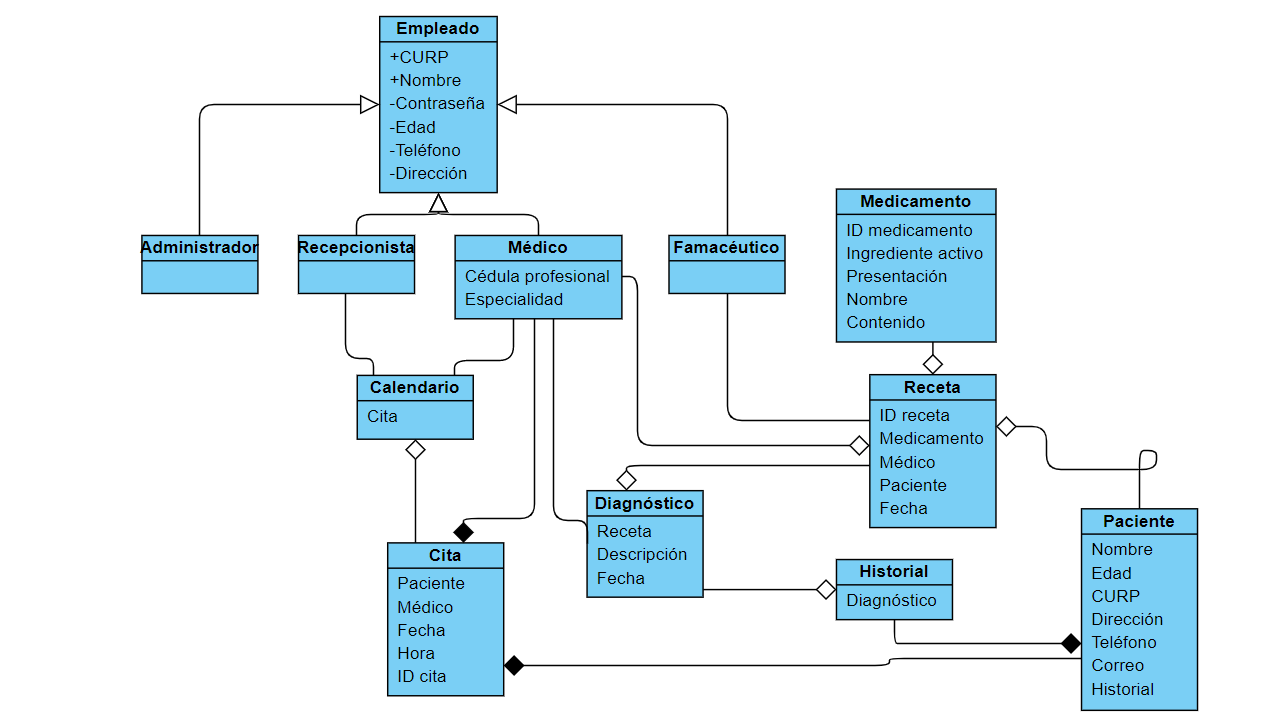 Empleado
+CURP
+Nombre
-Contraseña
-Edad
-Teléfono
-Dirección
Administrador
Recepcionista
Médico
Cédula profesional
Especialidad
Famacéutico
Medicamento
ID medicamento
Ingrediente activo
Presentación
Nombre
Contenido
Calendario
Cita
Receta
ID receta
Medicamento
Médico
Paciente
Fecha
Diagnóstico
Receta
Descripción
Fecha
Cita
Paciente
Médico
Fecha
Hora
ID cita
Historial
Diagnóstico
Paciente
Nombre
Edad
CURP
Dirección
Teléfono
Correo
Historial